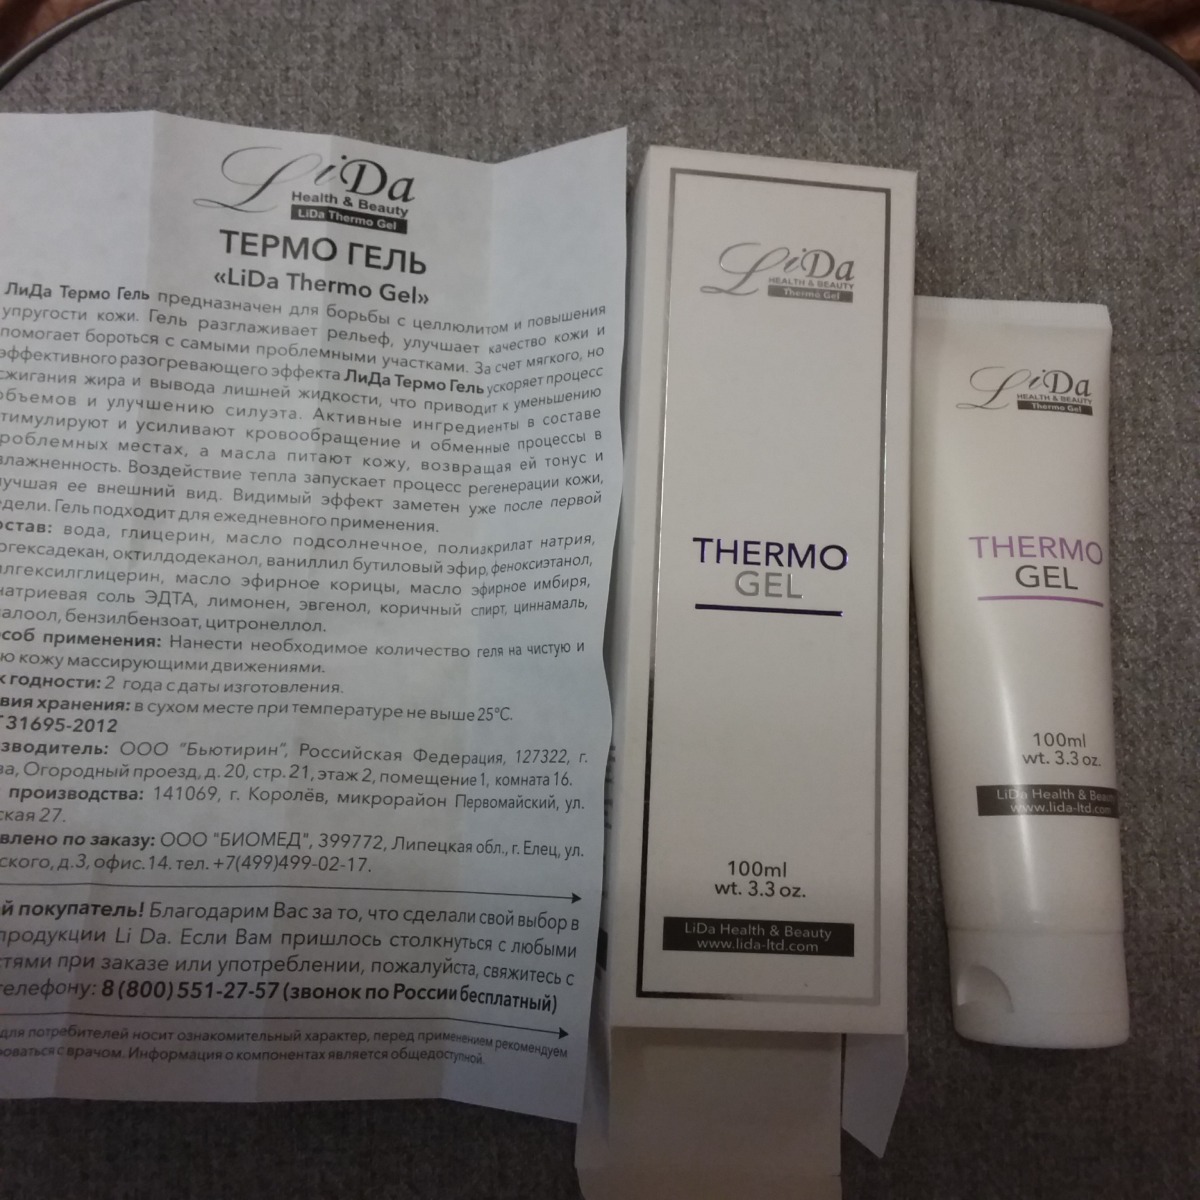 LiDa
Health & Beauty
LiDa Thermo Gel
ТЕРМО ГЕЛЬ
«LiDa Thermo Gel»
ЛиДа Термо Гель предназначен для борьбы с целлюлитом и повышения
упругости кожи. Гель разглаживает рельеф, улучшает качество кожи и
помогает бороться с самыми проблемными участками. За счет мягкого, но
эффективного разогревающего эффекта ЛиДа Термо Гель ускоряет процесс
сжигания жира и вывода лишней жидкости, что приводит к уменьшению
объемов и улучшению силуэта. Активные ингредиенты в составе
тимулируют и усиливают кровообращение и обменные процессы в
роблемных местах, а масла питают кожу, возвращая ей тонус и
влажненность. Воздействие тепла запускает процесс регенерации кожи,
лучшая ее внешний вид. Видимый эффект заметен уже после первой
едели. Гель подходит для ежедневного применения.
остав: вода, глицерин, масло подсолнечное, полиакрилат натрия,
ргексадекан, октилдодеканол, ваниллил бутиловый эфир, феноксиэтанол,
илгексилглицерин, масло эфирное корицы, масло эфирное имбиря,
натриевая соль ЭДТА, лимонен, эвгенол, коричный спирт, циннамаль,
алоол, бензилбензоат, цитронеллол.
особ применения: Нанести необходимое количество геля на чистую и
ю кожу массирующими движениями.
к годности: 2 года с даты изготовления.
вия хранения: в сухом месте при температуре не выше 25°С.
Т 31695-2012
изводитель: ООО "Бьютирин", Российская Федерация, 127322, г.
ва, Огородный проезд, д. 20, стр. 21, этаж 2, помещение 1, комната 16.
производства: 141069, г. Королёв, микрорайон Первомайский, ул.
ская 27.
влено по заказу: ООО "БИОМЕД", 399772, Липецкая обл., г. Елец, ул.
ского, д.3, офис. 14. тел. +7(499)499-02-17.
й покупатель! Благодарим Вас за то, что сделали свой выбор в
продукции Li Da. Если Вам пришлось столкнуться с любыми
стями при заказе или употреблении, пожалуйста, свяжитесь с
телефону: 8 (800) 551-27-57 (звонок по России бесплатный)
для потребителей носит ознакомительный характер, перед применением рекомендуем
роваться с врачом. Информация о компонентах является общедоступной.
LiDa
HEALTH & BEAUTY
Thermo Gel
THERMO
GEL
100ml
wt. 3.3 oz.
LiDa Health & Beauty
www.lida-ltd.com
LiDa
HEALTH & BEAUTY
Thermo Gel
THERMO
GEL
100ml
wt. 3.3 oz.
LiDa Health & Beauty
www.lida-ltd.com